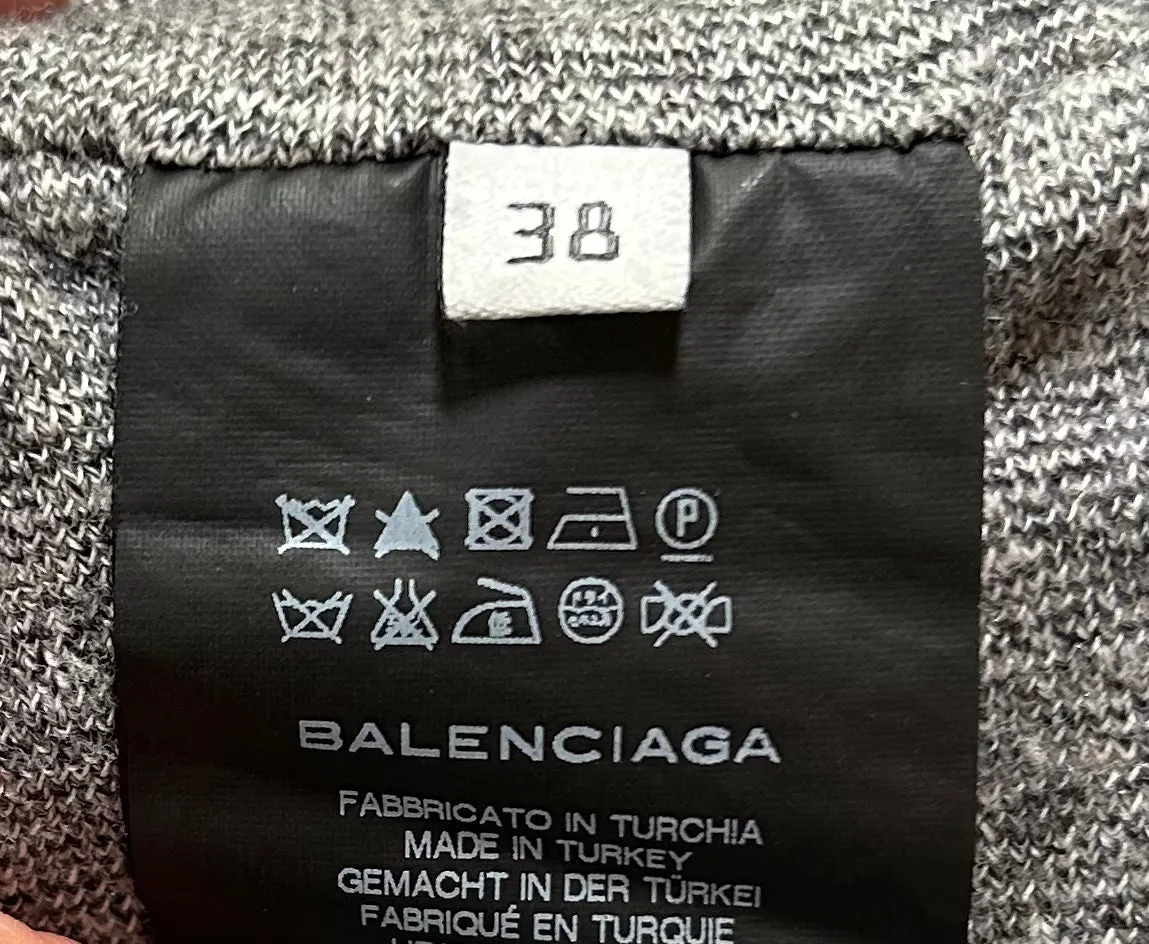 38
P
BALENCIAGA
FABBRICATO IN TURCHIA
MADE IN TURKEY
GEMACHT IN DER TÜRKEI
FABRIQUÉ EN TURQUIE